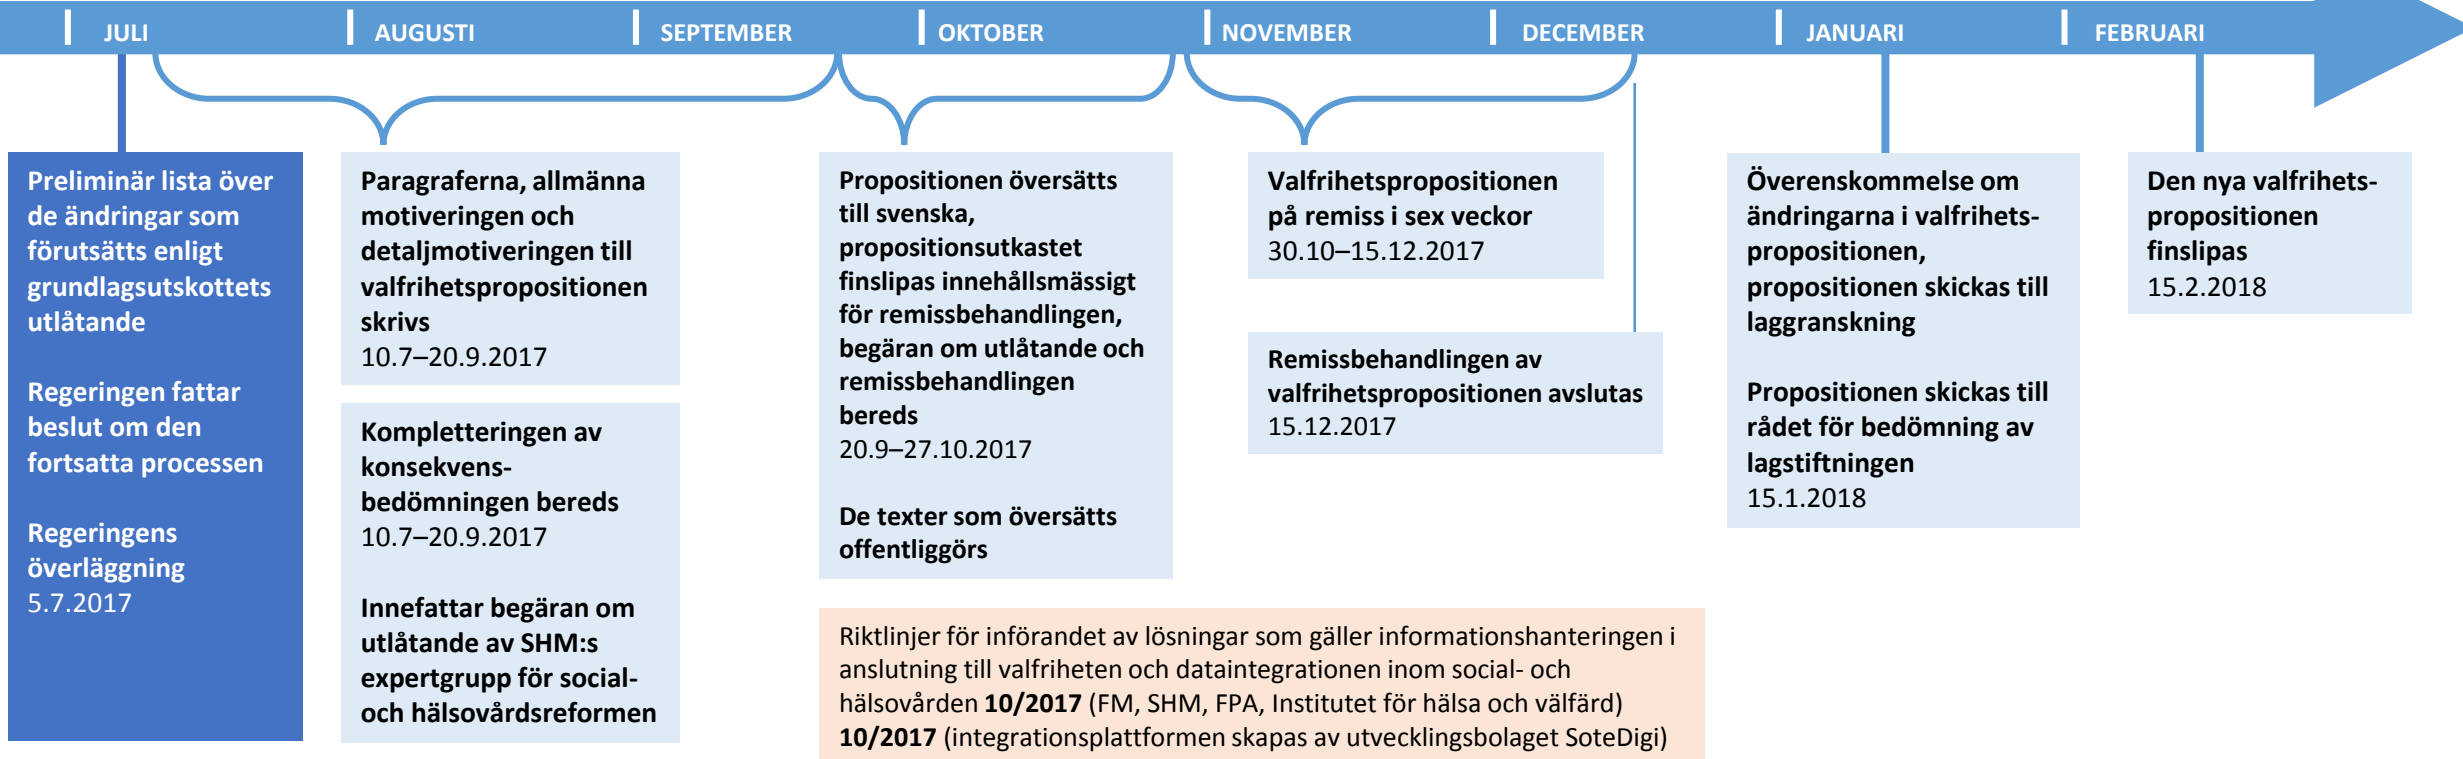 JULI
AUGUSTI
SEPTEMBER
OKTOBER
NOVEMBER
DECEMBER
JANUARI
FEBRUARI
Preliminär lista över
de ändringar som
förutsätts enligt
grundlagsutskottets
utlåtande
Regeringen fattar
beslut om den
fortsatta processen
Regeringens
överläggning
5.7.2017
Paragraferna, allmänna
motiveringen och
detaljmotiveringen till
valfrihetspropositionen
skrivs
10.7–20.9.2017
Kompletteringen av
konsekvens-
bedömningen bereds
10.7–20.9.2017
Innefattar begäran om
utlåtande av SHM:s
expertgrupp för social-
och hälsovårdsreformen
Propositionen översätts
till svenska,
propositionsutkastet
finslipas innehållsmässigt
för remissbehandlingen,
begäran om utlåtande och
remissbehandlingen
bereds
20.9–27.10.2017
De texter som översätts
offentliggörs
Valfrihetspropositionen
på remiss i sex veckor
30.10–15.12.2017
Remissbehandlingen av
valfrihetspropositionen avslutas
15.12.2017
Överenskommelse om
ändringarna i valfrihets-
propositionen,
propositionen skickas till
laggranskning
Propositionen skickas till
rådet för bedömning av
lagstiftningen
15.1.2018
Den nya valfrihets-
propositionen
finslipas
15.2.2018
Riktlinjer för införandet av lösningar som gäller informationshanteringen i
anslutning till valfriheten och dataintegrationen inom social- och
hälsovården 10/2017 (FM, SHM, FPA, Institutet för hälsa och välfärd)
10/2017 (integrationsplattformen skapas av utvecklingsbolaget SoteDigi)